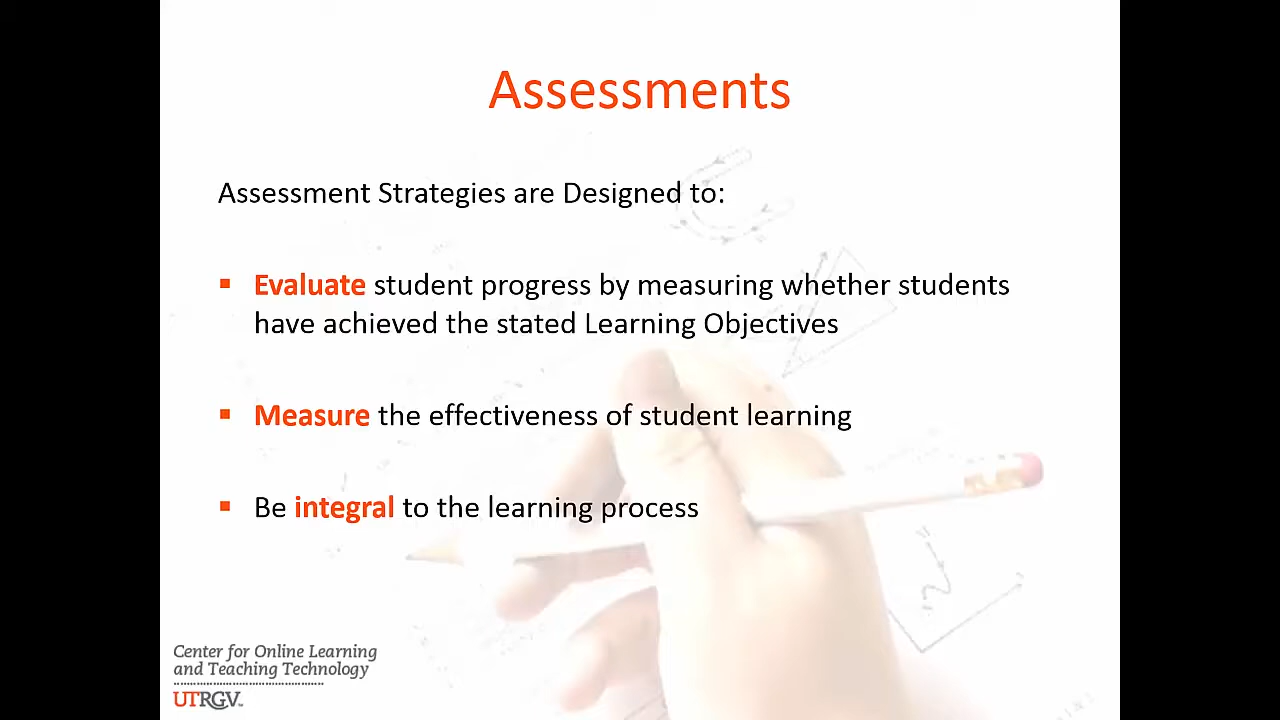 Assessments
Assessment Strategies are Designed to:
▪ Evaluate student progress by measuring whether students
have achieved the stated Learning Objectives
▪ Measure the effectiveness of student learning
▪ Be integral to the learning process
Center for Online Learning
and Teaching Technology
UTRGV™